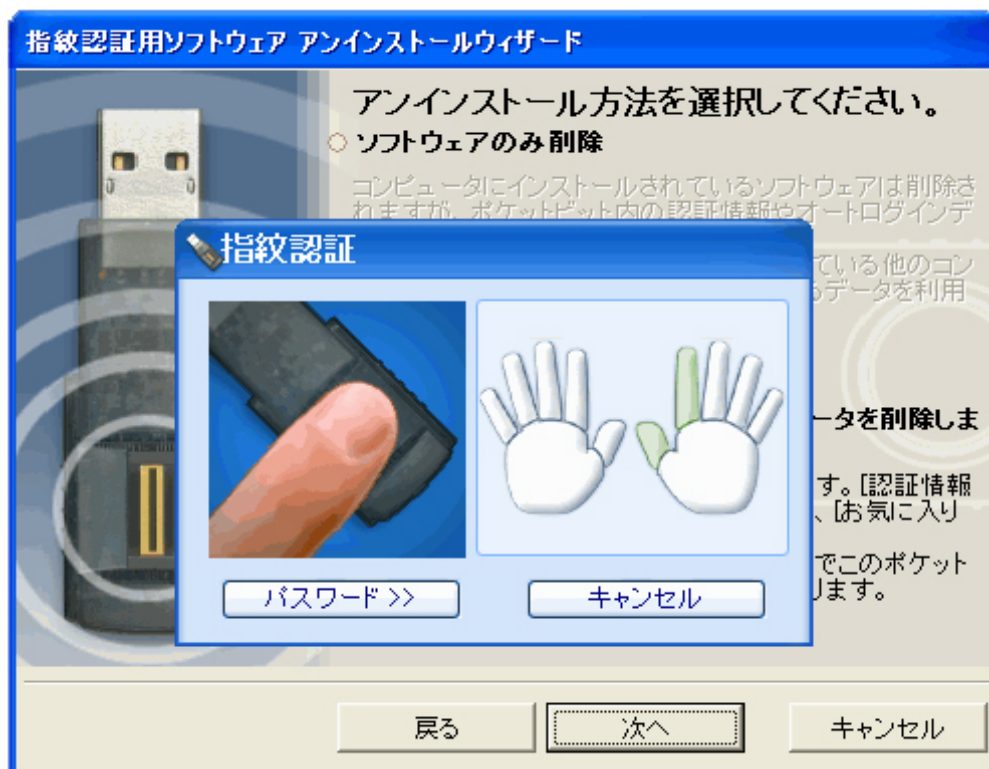 指紋認証用ソフトウェア アンインストールウィザード
アンインストール方法を選択してください。
ソフトウェアのみ削除
コンピュータにインストールされているソフトウェアは削除さ
れますが、ポケットビット内の認証情報やオートログインデ
指紋認証
ている他のコン
るデータを利用
ータを削除しま
す。[認証情報
、[お気に入り
でこのポケット
ります。
パスワード >>
キャンセル
戻る
次へ
キャンセル